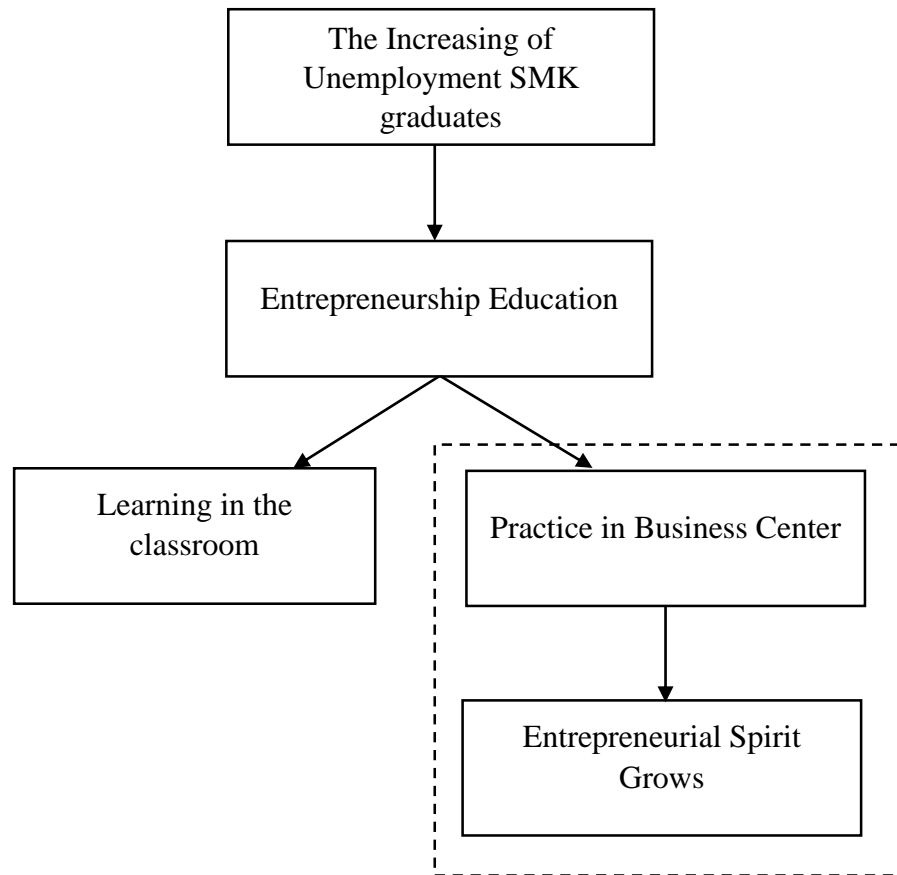 The Increasing of
Unemployment SMK
graduates
Entrepreneurship Education
Learning in the
classroom
Practice in Business Center
Entrepreneurial Spirit
Grows